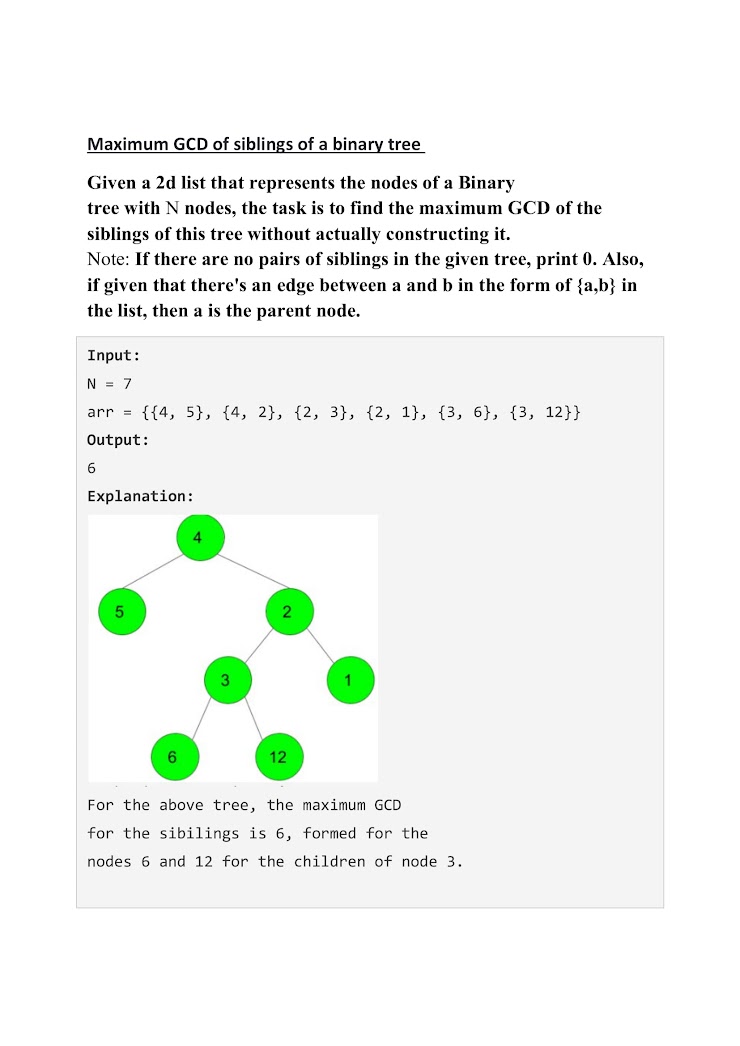 Maximum GCD of siblings of a binary tree
Given a 2d list that represents the nodes of a Binary
tree with N nodes, the task is to find the maximum GCD of the
siblings of this tree without actually constructing it.
Note: If there are no pairs of siblings in the given tree, print 0. Also,
if given that there's an edge between a and b in the form of {a,b} in
the list, then a is the parent node.
Input:
N = 7
arr = {{4, 5}, {4, 2}, {2, 3}, {2, 1}, {3, 6}, {3, 12}}
Output:
6
Explanation:
4
5 2
3 1
6 12
For the above tree, the maximum GCD
for the sibilings is 6, formed for the
nodes 6 and 12 for the children of node 3.